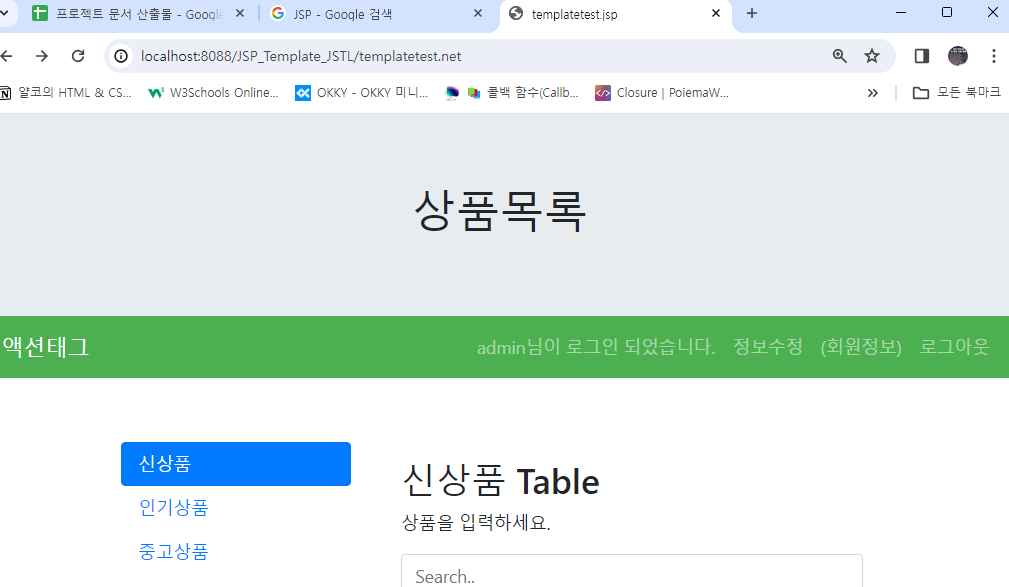 프로젝트 문서 산출물 - Google
JSP - Google 검색
templatetest.jsp
localhost:8088/JSP_Template_JSTL/templatetest.net
얄코의 HTML & CS...
W3Schools Online...
OKKY - OKKY 미니...
콜백 함수(Callb...
Closure | PoiemaW...
모든 북마크
상품목록
액션태그
admin님이 로그인 되었습니다. 정보수정 (회원정보) 로그아웃
신상품
인기상품
중고상품
신상품 Table
상품을 입력하세요.
Search..